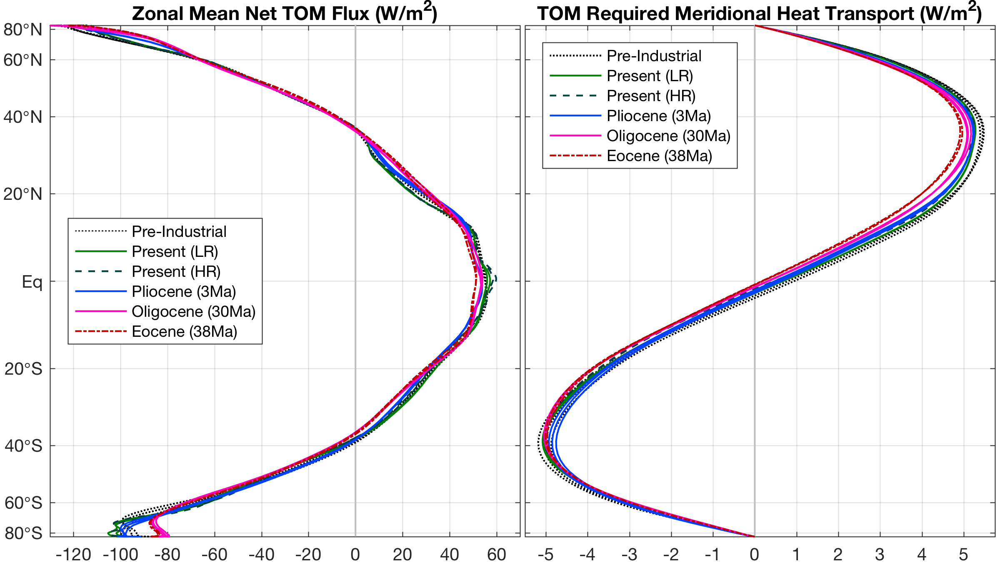 Zonal Mean Net TOM Flux (W/m²)
TOM Required Meridional Heat Transport (W/m²)
80°N
60°N
40°N
20°N
Eq
20°S
40°S
60°S
80°S
Pre-Industrial
Present (LR)
Present (HR)
Pliocene (3Ma)
Oligocene (30Ma)
Eocene (38Ma)
Pre-Industrial
Present (LR)
Present (HR)
Pliocene (3Ma)
Oligocene (30Ma)
Eocene (38Ma)
-120 -100 -80 -60 -40 -20 0 20 40 60
-5 -4 -3 -2 -1 0 1 2 3 4 5